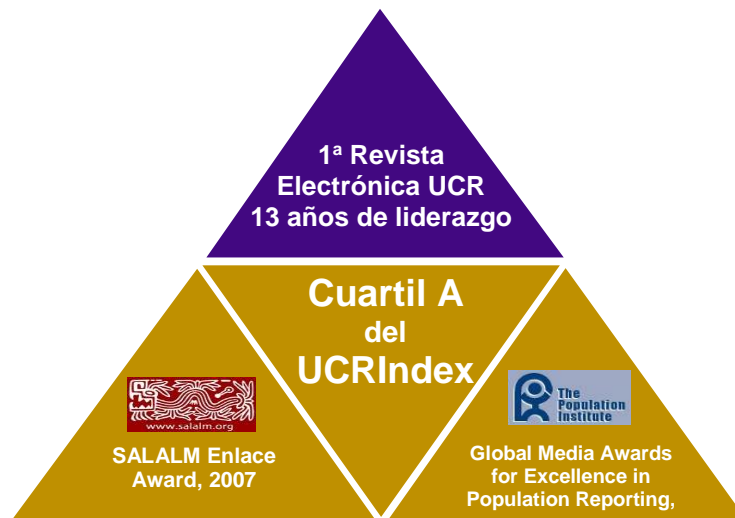 1ª Revista
Electrónica UCR
13 años de liderazgo
Cuartil A
del
UCRIndex
www.salalm.org
SALALM Enlace
Award, 2007
The
Population
Institute
Global Media Awards
for Excellence in
Population Reporting,